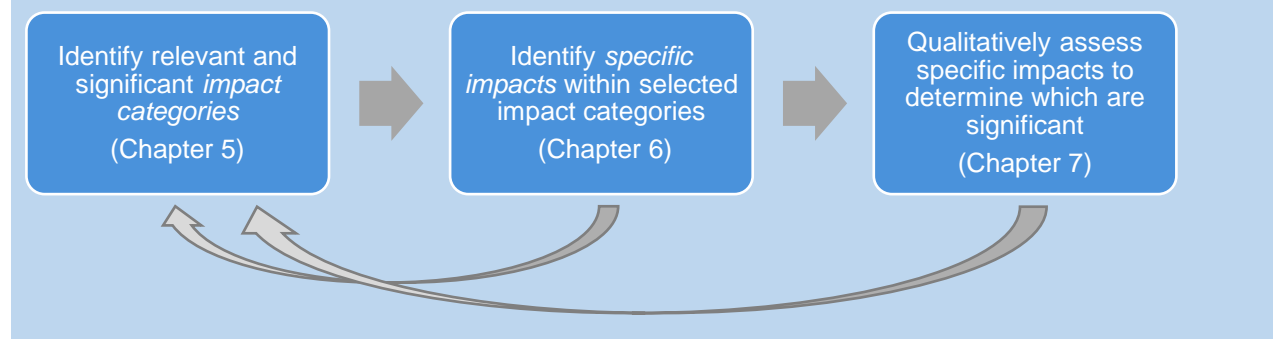 Identify relevant and
significant impact
categories
(Chapter 5)
Identify specific
impacts within selected
impact categories
(Chapter 6)
Qualitatively assess
specific impacts to
determine which are
significant
(Chapter 7)